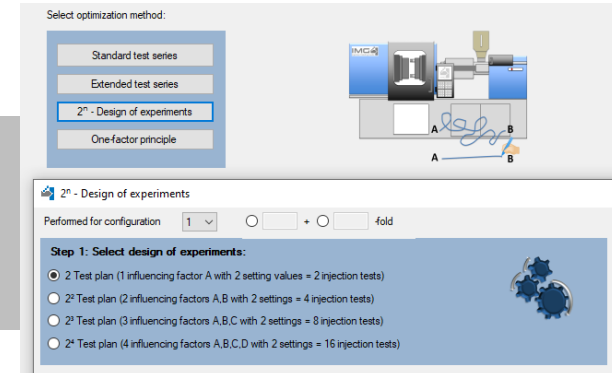 Select optimization method:
Standard test series
Extended test series
2ⁿ - Design of experiments
One-factor principle
IMC
A B
A B
2ⁿ - Design of experiments
Performed for configuration 1 + -fold
Step 1: Select design of experiments:
2 Test plan (1 influencing factor A with 2 setting values = 2 injection tests)
2² Test plan (2 influencing factors A,B with 2 settings = 4 injection tests)
2³ Test plan (3 influencing factors A,B,C with 2 settings = 8 injection tests)
2⁴ Test plan (4 influencing factors A,B,C,D with 2 settings = 16 injection tests)